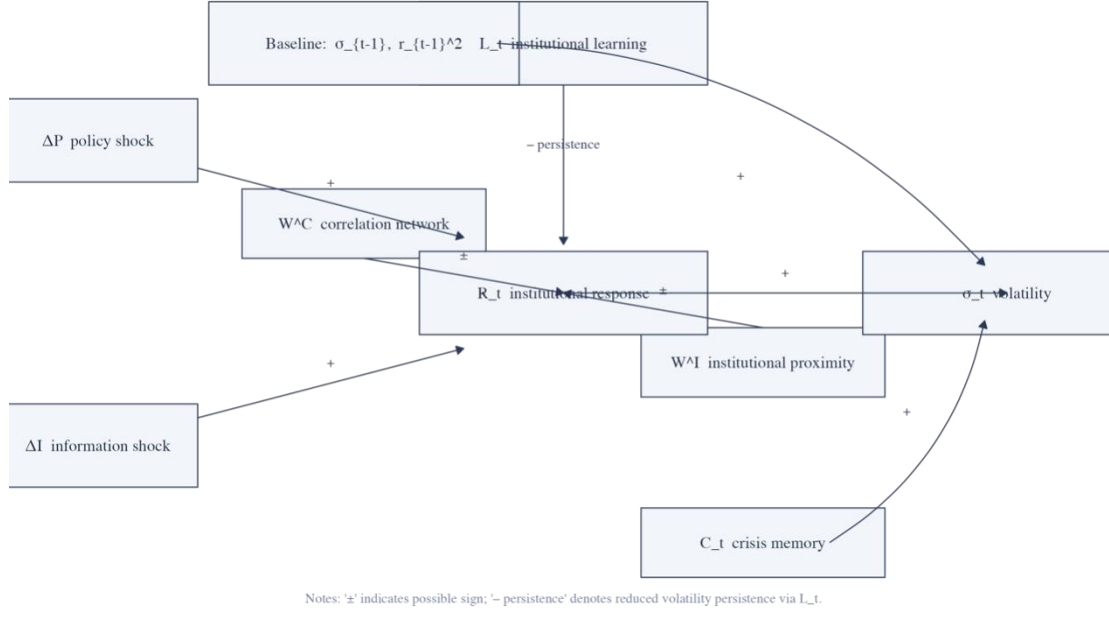 Baseline: σ_{t-1}, r_{t-1}^2
L_t institutional learning
ΔP policy shock
– persistence
+
+
W^C correlation network
±
+
R_t institutional response
±
σ_t volatility
W^I institutional proximity
+
+
ΔI information shock
C_t crisis memory
Notes: '±' indicates possible sign; '– persistence' denotes reduced volatility persistence via L_t.